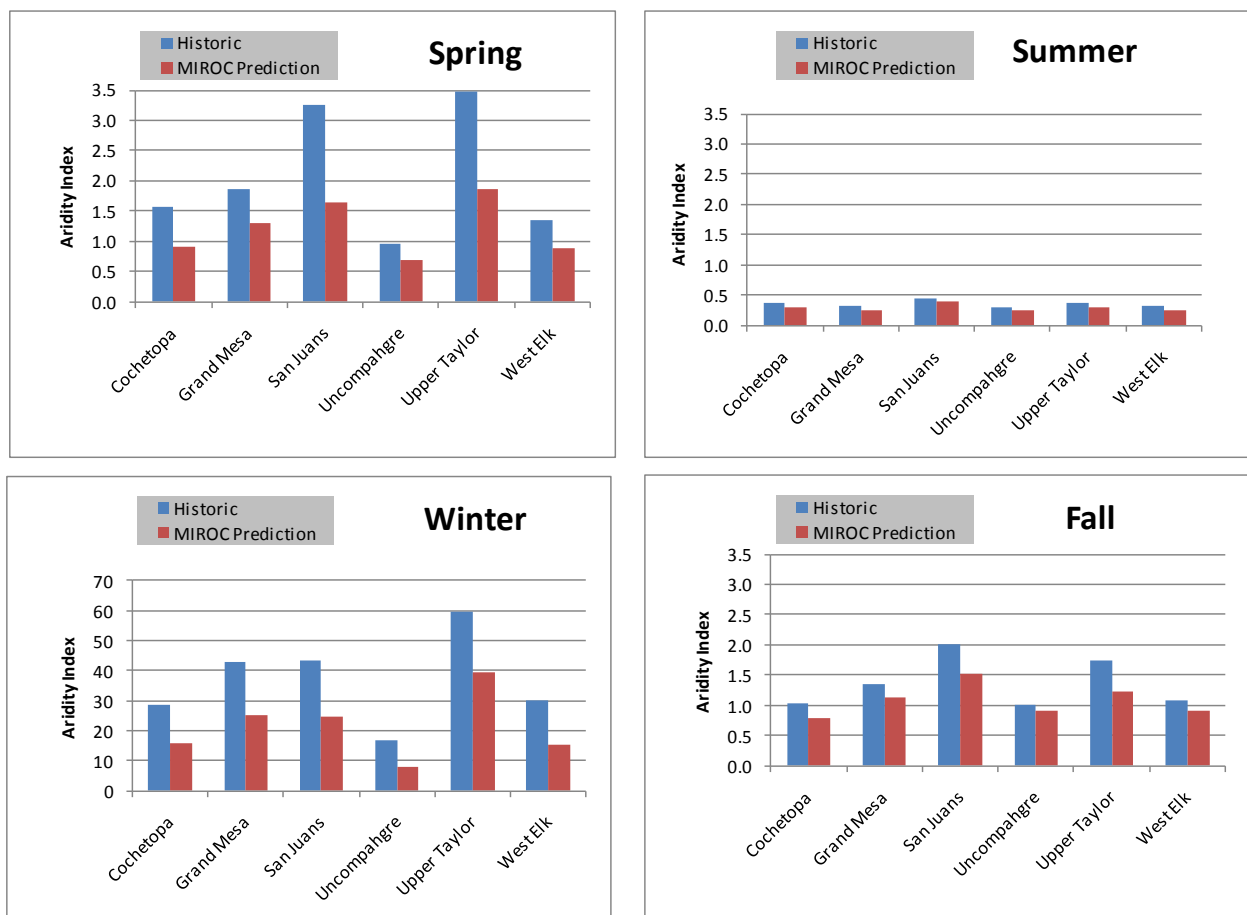 Historic
MIROC Prediction
Spring
3.5
3.0
2.5
2.0
1.5
1.0
0.5
0.0
Aridity Index
Cochetopa
Grand Mesa
San Juans
Uncompahgre
Upper Taylor
West Elk
Historic
MIROC Prediction
Summer
3.5
3.0
2.5
2.0
1.5
1.0
0.5
0.0
Aridity Index
Cochetopa
Grand Mesa
San Juans
Uncompahgre
Upper Taylor
West Elk
Historic
MIROC Prediction
Winter
70
60
50
40
30
20
10
0
Aridity Index
Cochetopa
Grand Mesa
San Juans
Uncompahgre
Upper Taylor
West Elk
Historic
MIROC Prediction
Fall
3.5
3.0
2.5
2.0
1.5
1.0
0.5
0.0
Aridity Index
Cochetopa
Grand Mesa
San Juans
Uncompahgre
Upper Taylor
West Elk